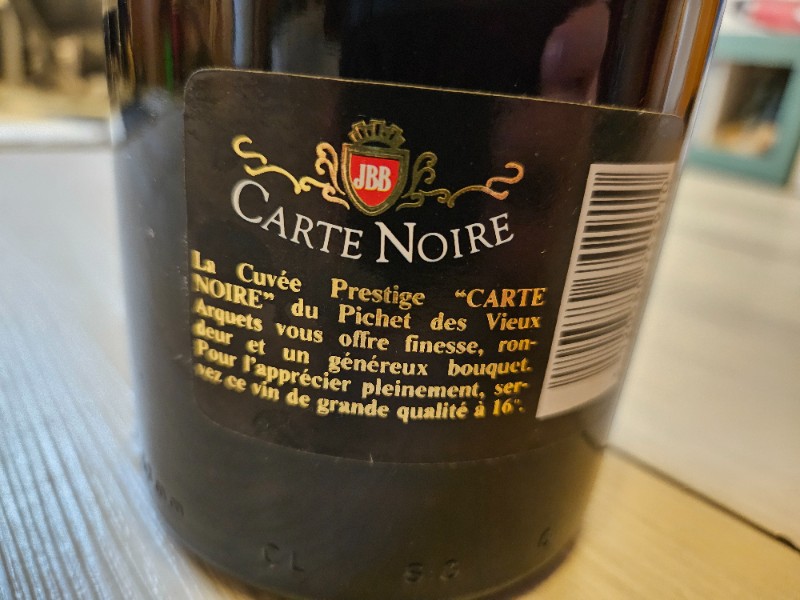 JBB
CARTE NOIRE
La Cuvée Prestige “CARTE
NOIRE” du Pichet des Vieux
Arquets vous offre finesse, ron-
deur et un généreux bouquet.
Pour l'apprécier pleinement, ser-
vez ce vin de grande qualité à 16°.
CL